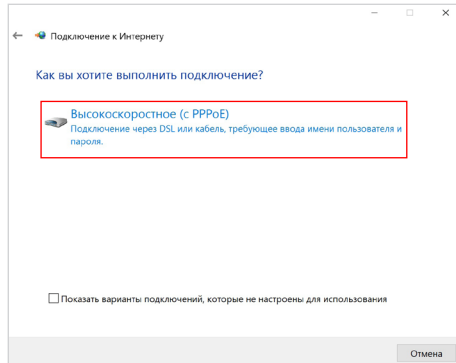 Подключение к Интернету
Как вы хотите выполнить подключение?
Высокоскоростное (с PPPoE)
Подключение через DSL или кабель, требующее ввода имени пользователя и
пароля.
Показать варианты подключений, которые не настроены для использования
Отмена